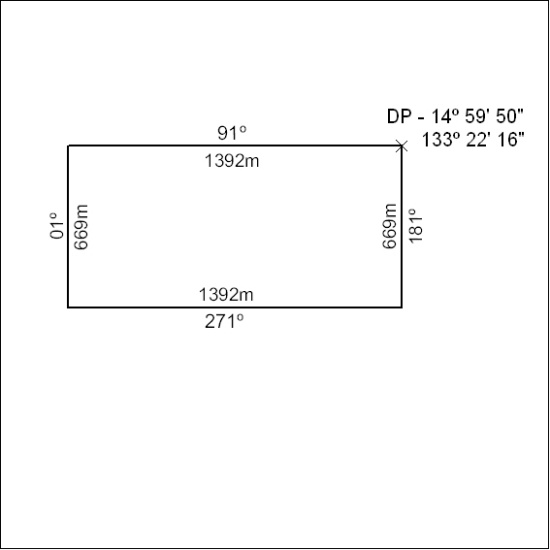 DP - 14º 59' 50"
133º 22' 16"
91º
1392m
01º
669m
669m
181º
1392m
271º